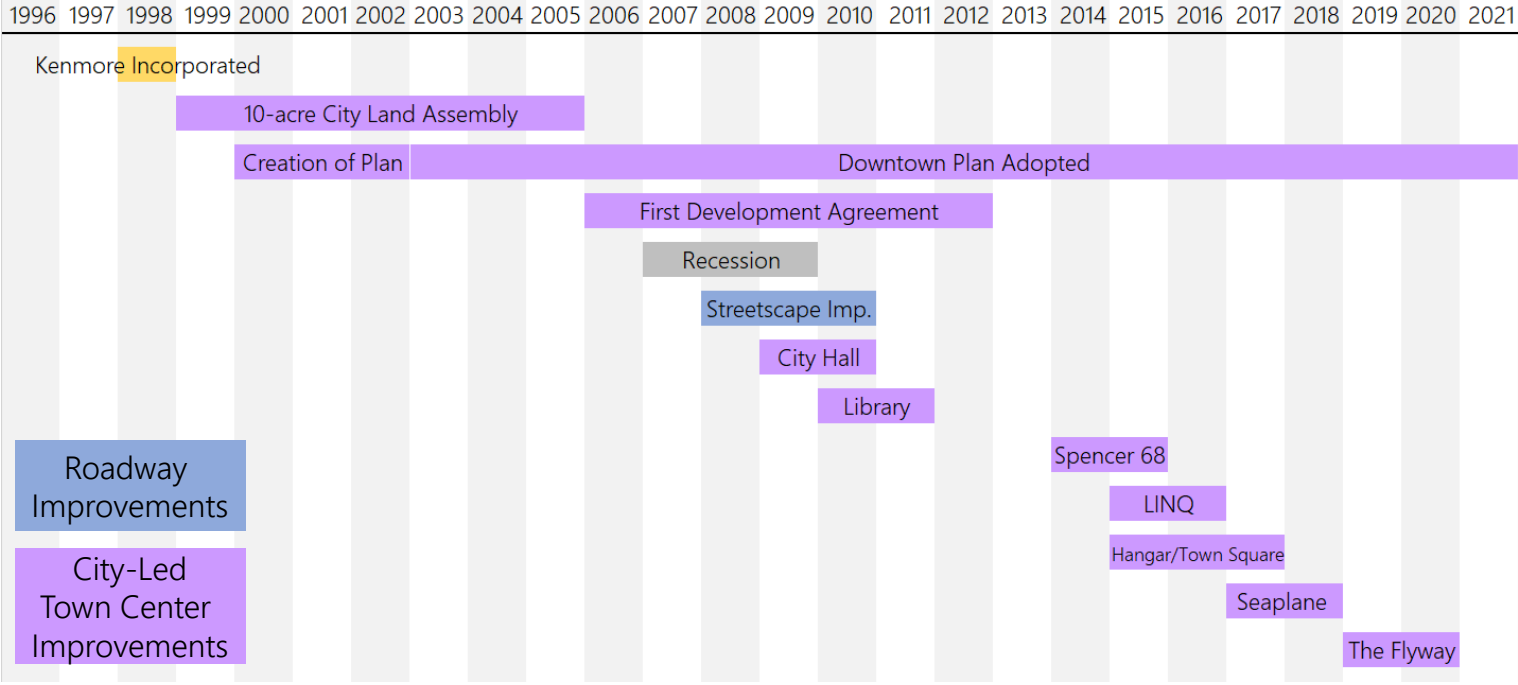 1996 1997 1998 1999 2000 2001 2002 2003 2004 2005 2006 2007 2008 2009 2010 2011 2012 2013 2014 2015 2016 2017 2018 2019 2020 2021
Kenmore Incorporated
10-acre City Land Assembly
Creation of Plan Downtown Plan Adopted
First Development Agreement
Recession
Streetscape Imp.
City Hall
Library
Spencer 68
LINQ
Hangar/Town Square
Seaplane
The Flyway
Roadway
Improvements
City-Led
Town Center
Improvements